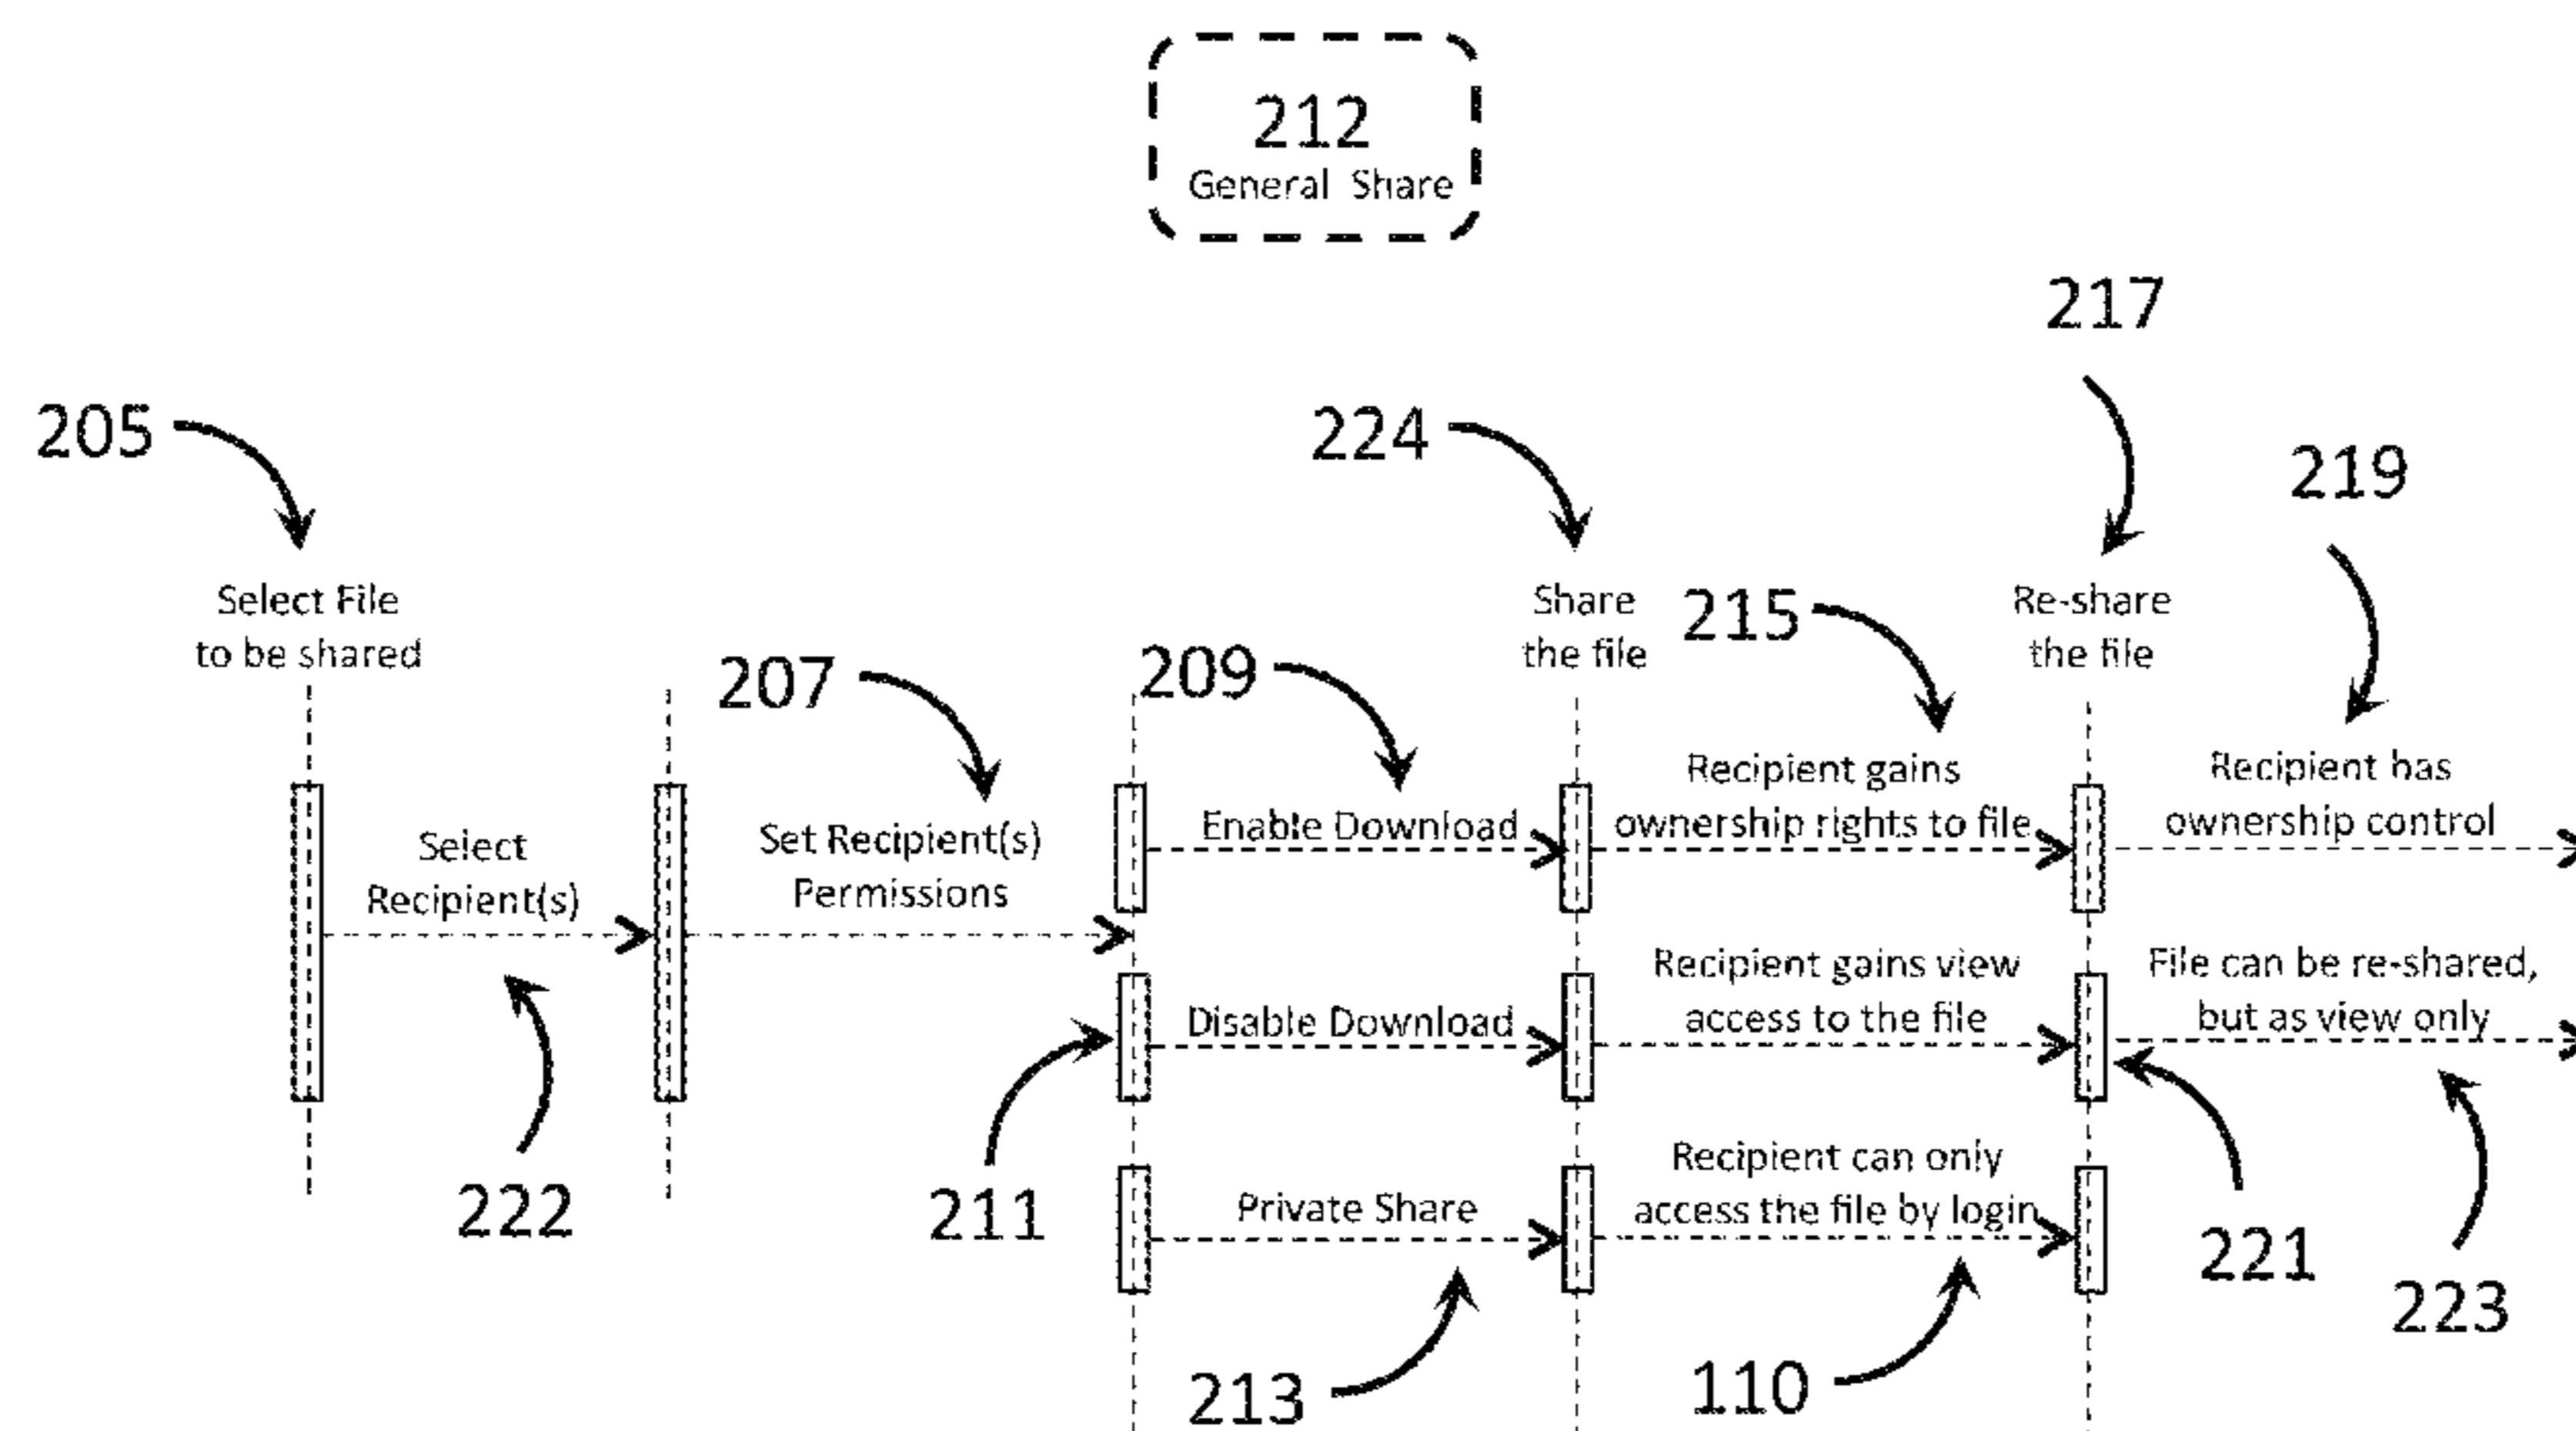 212
General Share
217
205
224
219
Select File
to be shared
Share
the file
215
Re-share
the file
207
209
Recipient gains
ownership rights to file
Recipient has
ownership control
Enable Download
Select
Recipient(s)
Set Recipient(s)
Permissions
Recipient gains view
access to the file
File can be re-shared,
but as view only
Disable Download
222
211
Private Share
Recipient can only
access the file by login
221
223
213
110